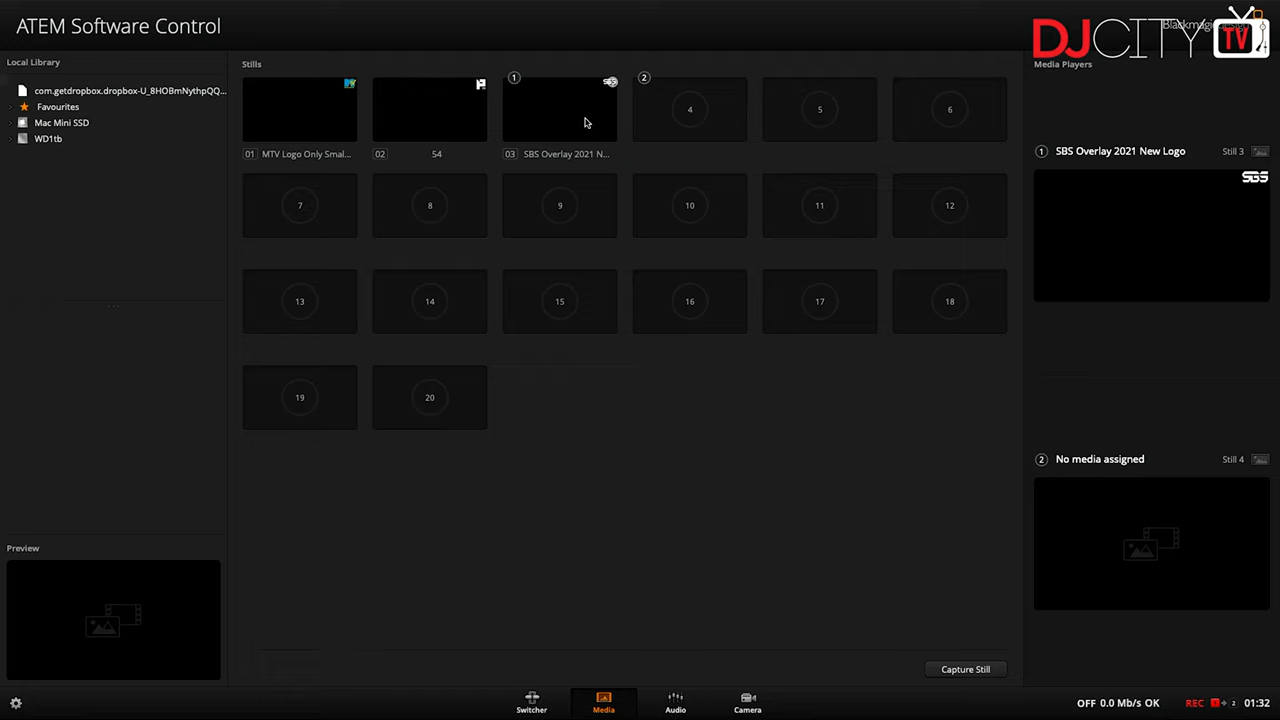 ATEM Software Control
DJCITY TV
Local Library
com.getdropbox.dropbox-U_8HOBmNythpQQ...
Favourites
Mac Mini SSD
WD1tb
Stills
1
2
4
5
6
01 MTV Logo Only Smal...
02 54
03 SBS Overlay 2021 N...
7
8
9
10
11
12
13
14
15
16
17
18
19
20
Media Players
1 SBS Overlay 2021 New Logo Still 3
SBS
2 No media assigned Still 4
Preview
Capture Still
Switcher
Media
Audio
Camera
OFF 0.0 Mb/s OK
REC 1 2 01:32